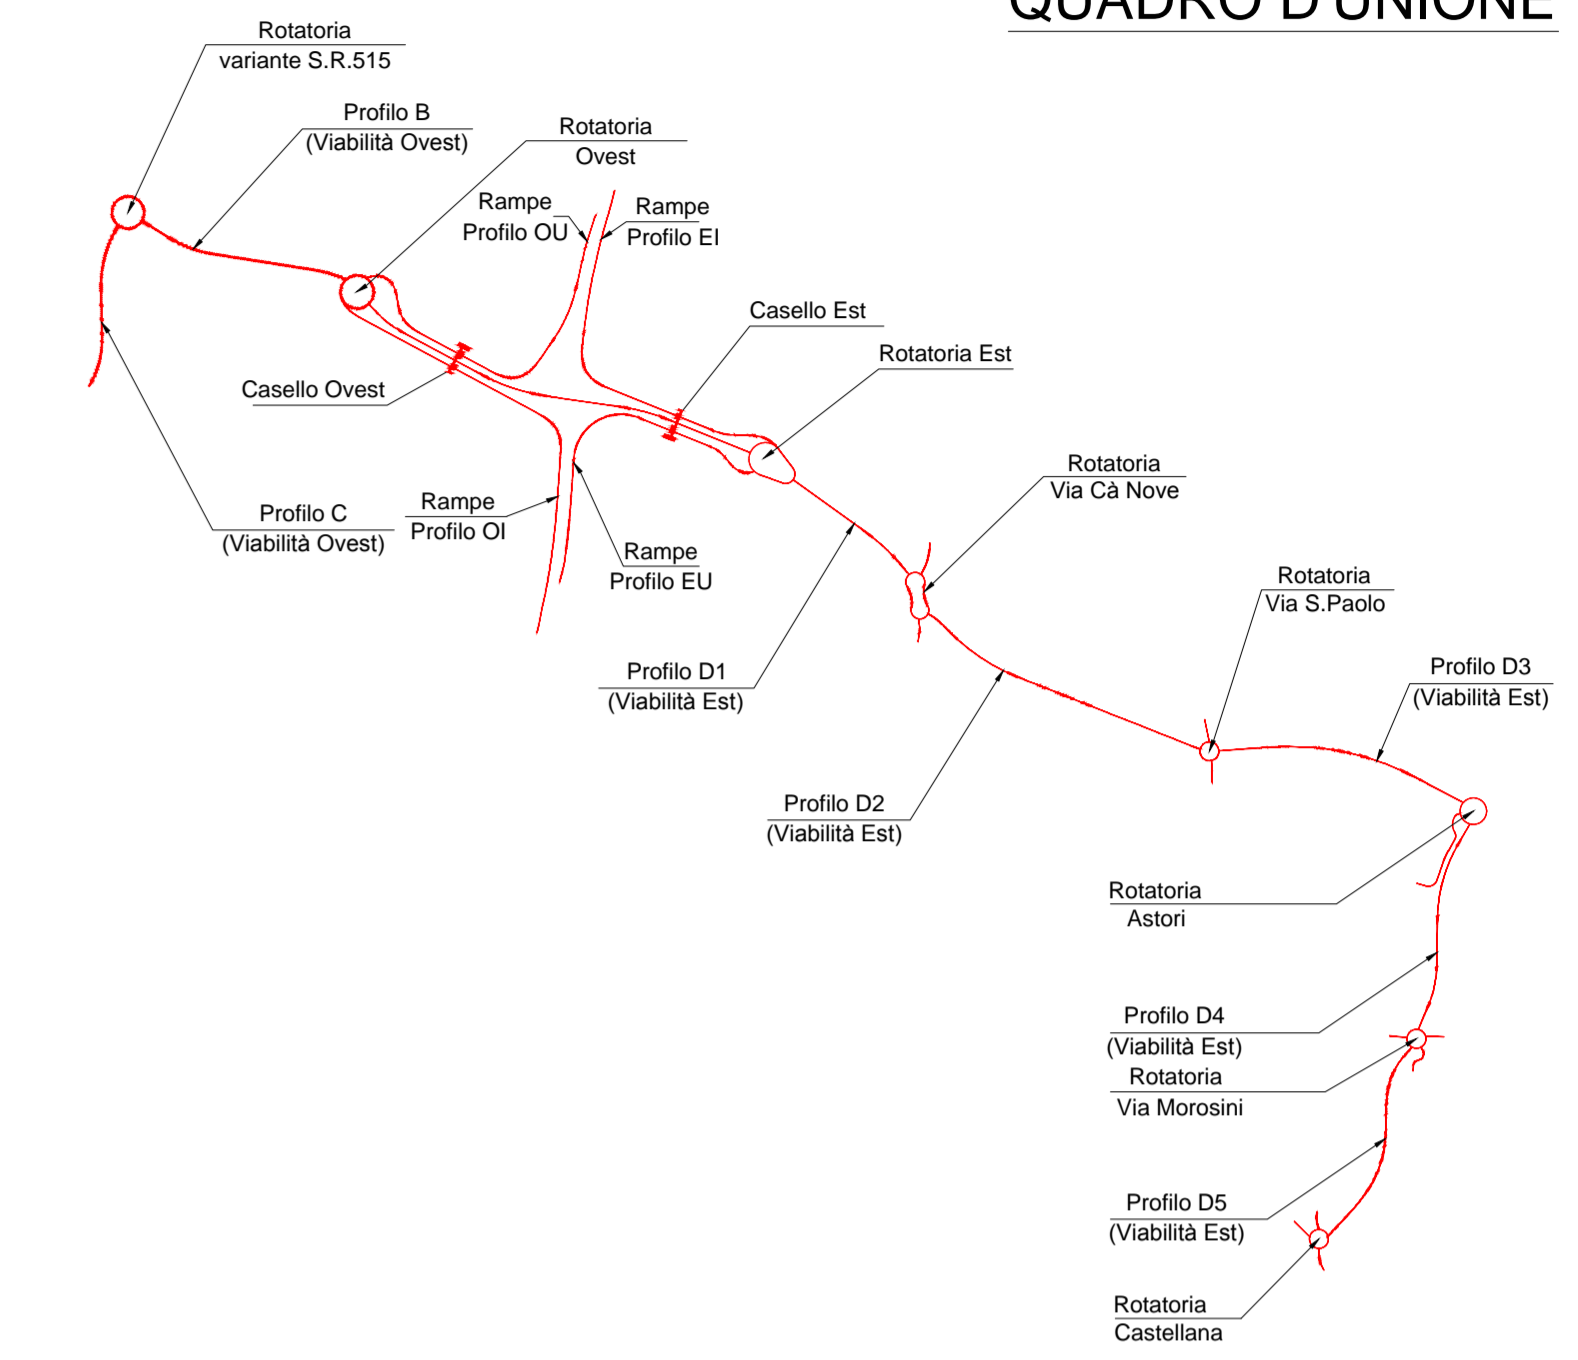 QUADRO D'UNIONE
Rotatoria
variante S.R.515
Profilo B
(Viabilità Ovest)
Rotatoria
Ovest
Rampe
Profilo OU
Rampe
Profilo EI
Casello Est
Rotatoria Est
Casello Ovest
Rotatoria
Via Cà Nove
Profilo C
(Viabilità Ovest)
Rampe
Profilo OI
Rampe
Profilo EU
Rotatoria
Via S.Paolo
Profilo D1
(Viabilità Est)
Profilo D3
(Viabilità Est)
Profilo D2
(Viabilità Est)
Rotatoria
Astori
Profilo D4
(Viabilità Est)
Rotatoria
Via Morosini
Profilo D5
(Viabilità Est)
Rotatoria
Castellana